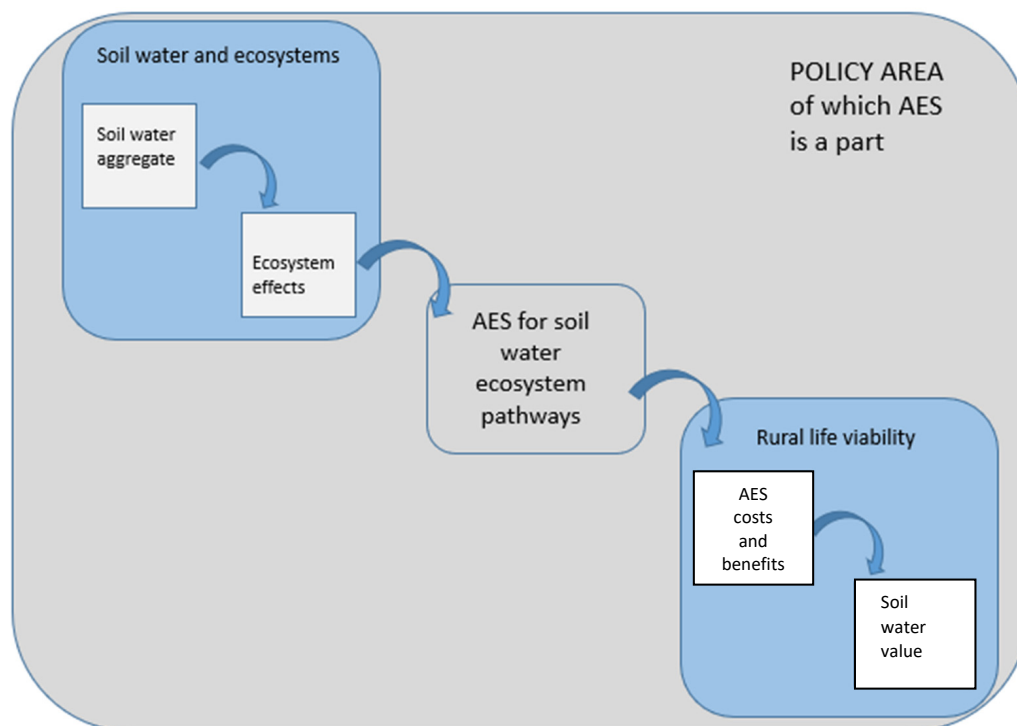 Soil water and ecosystems
POLICY AREA
of which AES
is a part
Soil water
aggregate
Ecosystem
effects
AES for soil
water
ecosystem
pathways
Rural life viability
AES
costs
and
benefits
Soil
water
value